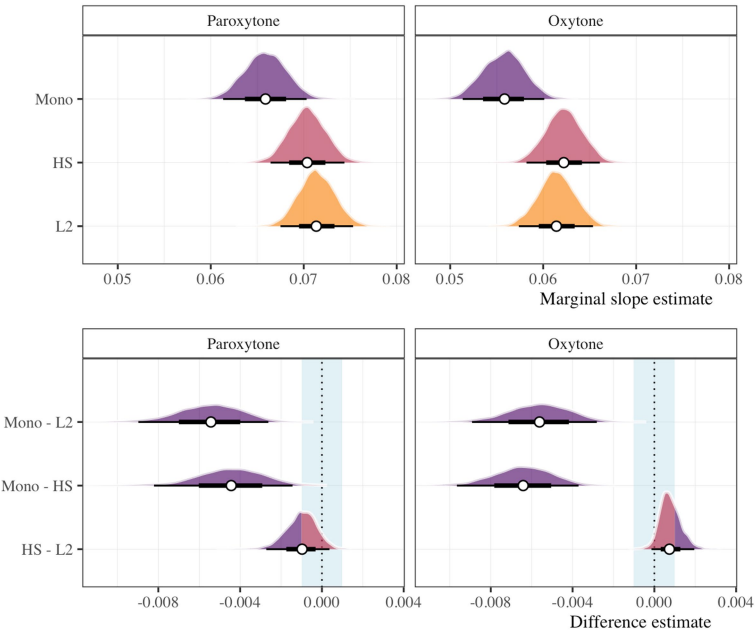 Paroxytone Oxytone
Mono
HS
L2
0.05 0.06 0.07 0.08 0.05 0.06 0.07 0.08
Marginal slope estimate
Paroxytone Oxytone
Mono - L2
Mono - HS
HS - L2
-0.008 -0.004 0.000 0.004 -0.008 -0.004 0.000 0.004
Difference estimate